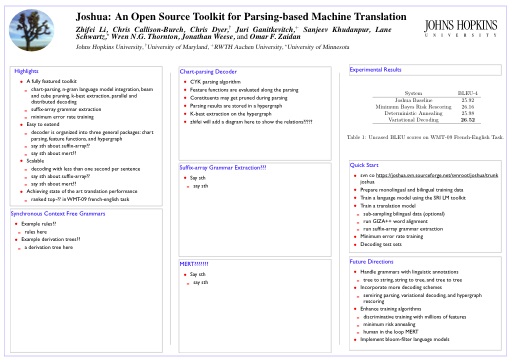 Joshua: An Open Source Toolkit for Parsing-based Machine Translation
Zhifei Li, Chris Callison-Burch, Chris Dyer,† Juri Ganitkevitch,+ Sanjeev Khudanpur, Lane
Schwartz,* Wren N.G. Thornton, Jonathan Weese, and Omar F. Zaidan
Johns Hopkins University, †University of Maryland, +RWTH Aachen University, *University of Minnesota
JOHNS HOPKINS
UNIVERSITY
Highlights
A fully featured toolkit
chart-parsing, n-gram language model integration, beam
and cube pruning, k-best extraction, parallel and
distributed decoding
suffix-array grammar extraction
minimum error rate training
Easy to extend
decoder is organized into three general packages: chart
parsing, feature functions, and hypergraph
say sth about suffix-array??
say sth about mert??
Scalable
decoding with less than one second per sentence
say sth about suffix-array??
say sth about mert??
Achieving state of the art translation performance
ranked top-?? in WMT-09 french-english task
Synchronous Context Free Grammars
Example rules??
rules here
Example derivation trees??
a derivation tree here
Chart-parsing Decoder
CYK parsing algorithm
Feature functions are evaluated along the parsing
Constituents may get pruned during parsing
Parsing results are stored in a hypergraph
K-best extraction on the hypergraph
zhifei will add a diagram here to show the relations?????
Suffix-array Grammar Extraction!!!
Say sth
say sth
MERT!!!!!!!
Say sth
say sth
Experimental Results
System BLEU-4
Joshua Baseline 25.92
Minimum Bayes Risk Rescoring 26.16
Deterministic Annealing 25.98
Variational Decoding 26.52
Table 1: Uncased BLEU scores on WMT-09 French-English Task.
Quick Start
svn co https://joshua.svn.sourceforge.net/svnroot/joshua/trunk
joshua
Prepare monolingual and bilingual training data
Train a language model using the SRI LM toolkit
Train a translation model
sub-sampling bilingual data (optional)
run GIZA++ word alignment
run suffix-array grammar extraction
Minimum error rate training
Decoding test sets
Future Directions
Handle grammars with linguistic annotations
tree to string, string to tree, and tree to tree
Incorporate more decoding schemes
semiring parsing, variational decoding, and hypergraph
rescoring
Enhance training algorithms
discriminative training with millions of features
minimum risk annealing
human in the loop MERT
Implement bloom-filter language models